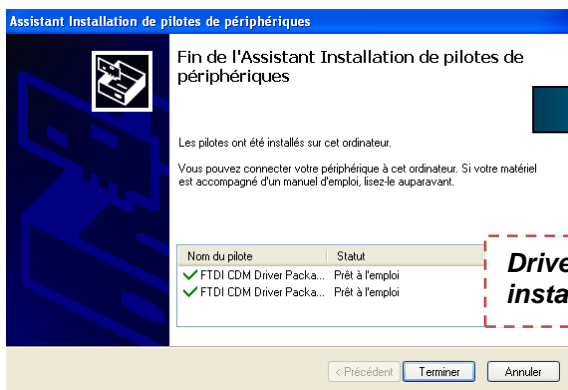 Assistant Installation de pilotes de périphériques
Fin de l'Assistant Installation de pilotes de
périphériques
Les pilotes ont été installés sur cet ordinateur.
Vous pouvez connecter votre périphérique à cet ordinateur. Si votre matériel
est accompagné d'un manuel d'emploi, lisez-le auparavant.
Nom du pilote Statut
FTDI CDM Driver Packa... Prêt à l'emploi
FTDI CDM Driver Packa... Prêt à l'emploi
Drive
insta
< Précédent Terminer Annuler